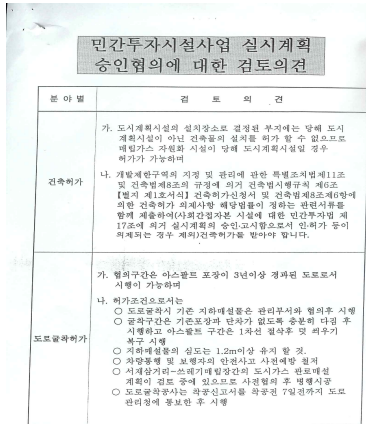 민간투자시설사업 실시계획
승인협의에 대한 검토의견
분 야 별
검 토 의 견
건축허가
가. 도시계획시설의 설치장소로 결정된 부지에는 당해 도시
계획시설이 아닌 건축물의 설치를 허가 할 수 없으므로
매립가스 자원화 시설이 당해 도시계획시설일 경우
허가가 가능하며
나. 개발제한구역의 지정 및 관리에 관한 특별조치법제11조
및 건축법제8조의 규정에 의거 건축법시행규칙 제6조
【별지 제1호서식】 건축허가신청서 및 건축법제8조제6항에
의한 건축허가 의제사항 해당법률이 정하는 관련서류를
함께 제출하여(사회간접자본 시설에 대한 민간투자법 제
17조에 의거 실시계획의 승인·고시함으로서 인·허가 등이
의제되는 경우 제외)건축허가를 받아야 합니다.
도로굴착허가
가. 협의구간은 아스팔트 포장이 3년이상 경과된 도로로서
시행이 가능하며
나. 허가조건으로서는
○ 도로굴착시 기존 지하매설물은 관리부서와 협의후 시행
○ 굴착구간은 기존포장과 단차가 없도록 충분히 다짐 후
시행하고 아스팔트 구간은 1차선 절삭후 덧 씌우기
복구 시행
○ 지하매설물의 심도는 1.2m이상 유지 할 것.
○ 차량통행 및 보행자의 안전사고 사전예방 철저
○ 서재삼거리-쓰레기매립장간의 도시가스 관로매설
계획이 검토 중에 있으므로 사전협의 후 병행시공
○ 도로굴착공사는 착공신고서를 착공전 7일전까지 도로
관리청에 통보한 후 시행